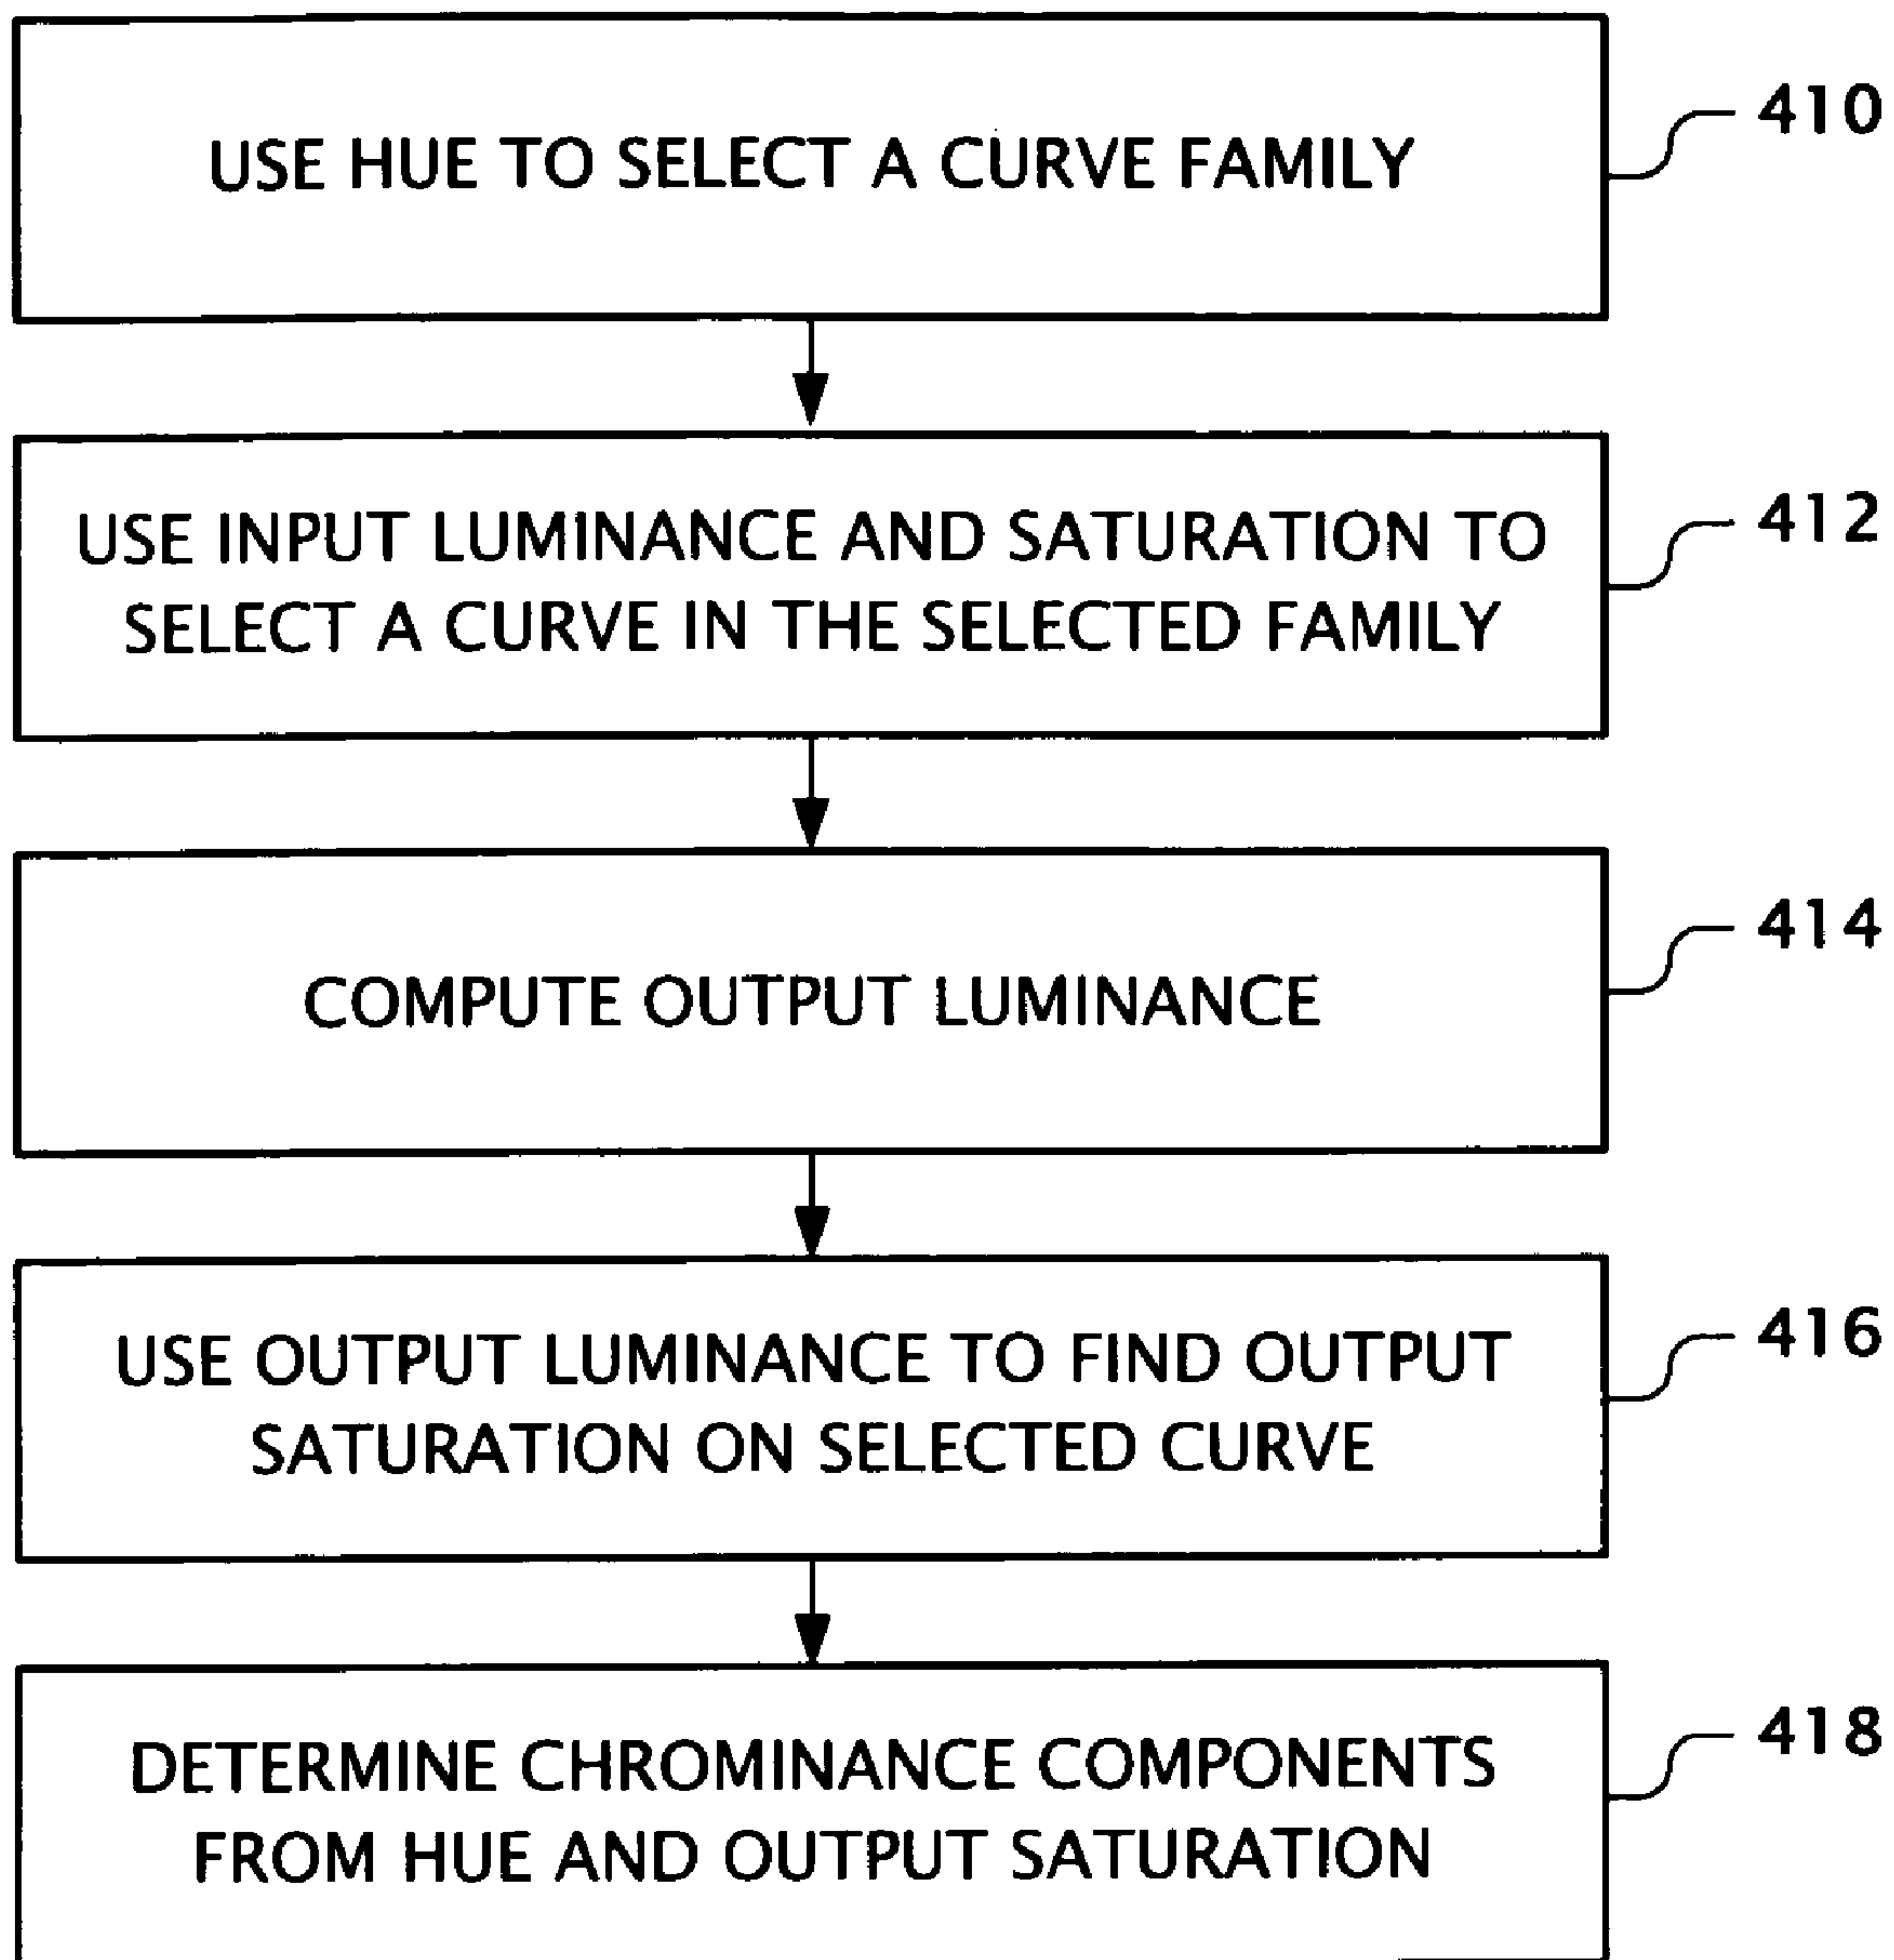 410
USE HUE TO SELECT A CURVE FAMILY
412
USE INPUT LUMINANCE AND SATURATION TO
SELECT A CURVE IN THE SELECTED FAMILY
414
COMPUTE OUTPUT LUMINANCE
416
USE OUTPUT LUMINANCE TO FIND OUTPUT
SATURATION ON SELECTED CURVE
418
DETERMINE CHROMINANCE COMPONENTS
FROM HUE AND OUTPUT SATURATION